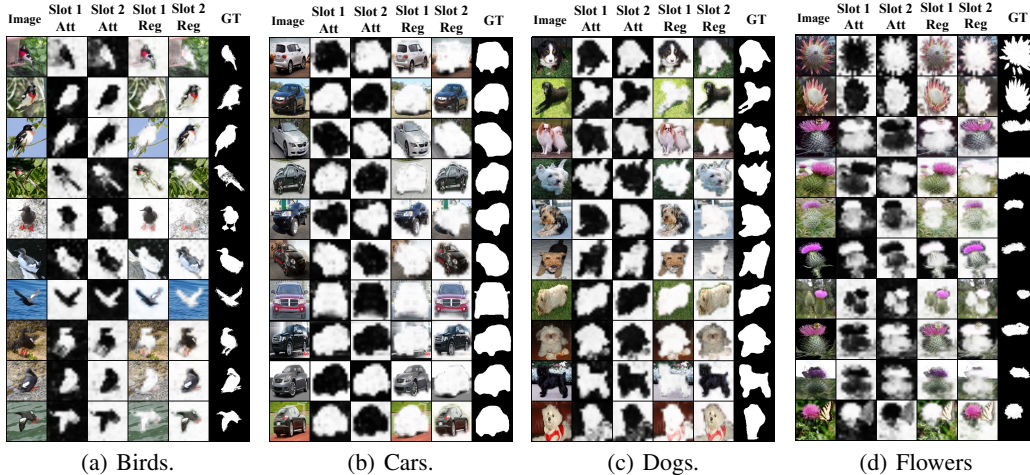 Image Slot 1 Att Slot 2 Att Slot 1 Reg Slot 2 Reg GT
Image Slot 1 Att Slot 2 Att Slot 1 Reg Slot 2 Reg GT
Image Slot 1 Att Slot 2 Att Slot 1 Reg Slot 2 Reg GT
Image Slot 1 Att Slot 2 Att Slot 1 Reg Slot 2 Reg GT
(a) Birds.
(b) Cars.
(c) Dogs.
(d) Flowers